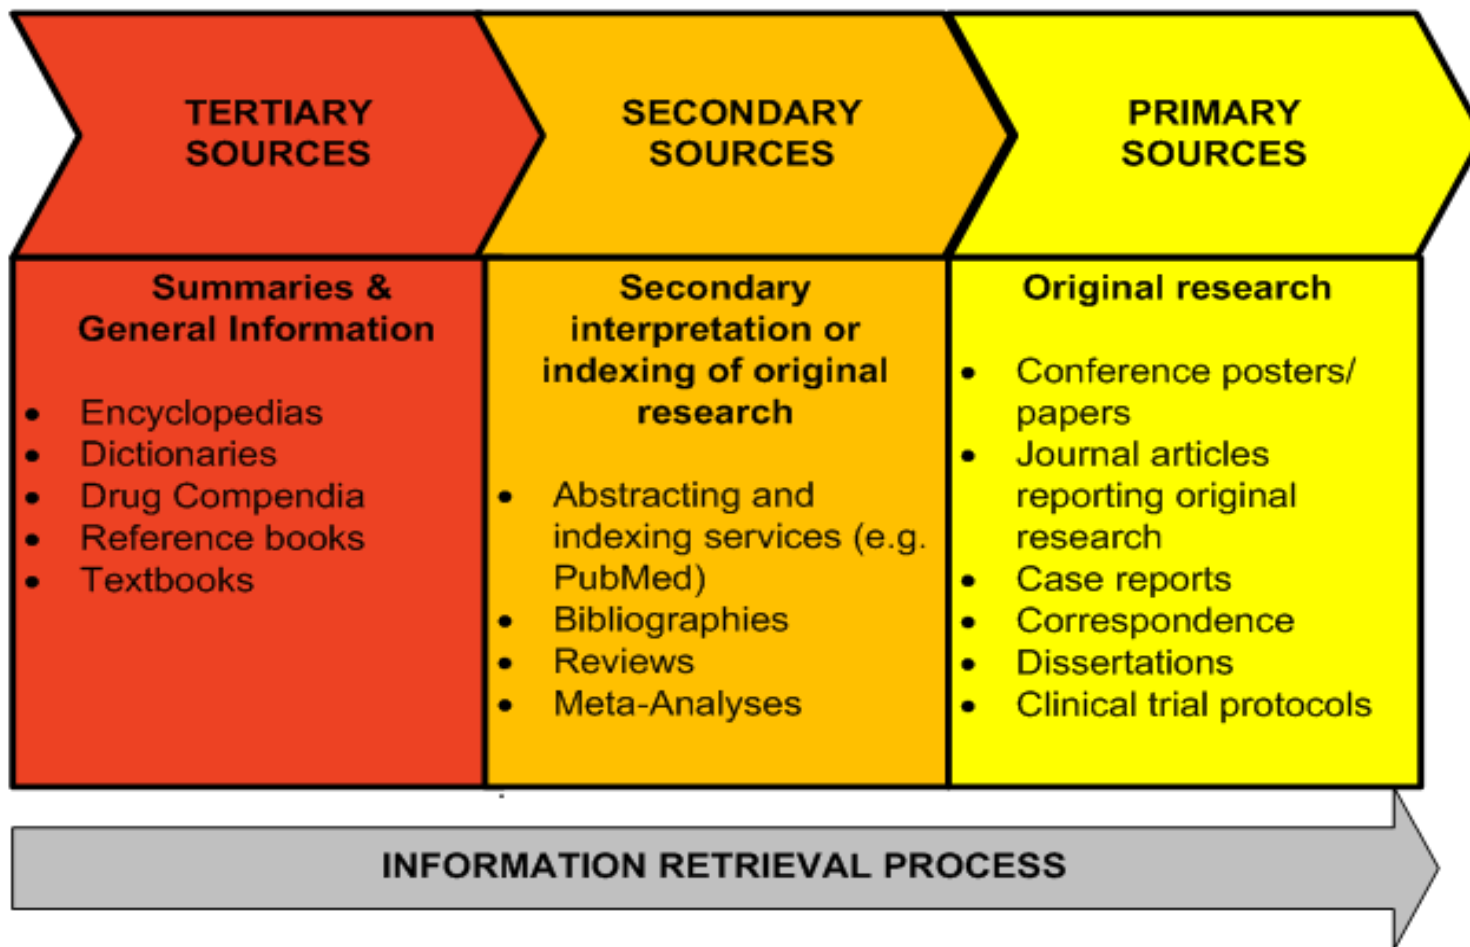 TERTIARY
SOURCES
SECONDARY
SOURCES
PRIMARY
SOURCES
Summaries &
General Information
• Encyclopedias
• Dictionaries
• Drug Compendia
• Reference books
• Textbooks
Secondary
interpretation or
indexing of original
research
• Abstracting and
indexing services (e.g.
PubMed)
• Bibliographies
• Reviews
• Meta-Analyses
Original research
• Conference posters/
papers
• Journal articles
reporting original
research
• Case reports
• Correspondence
• Dissertations
• Clinical trial protocols
INFORMATION RETRIEVAL PROCESS